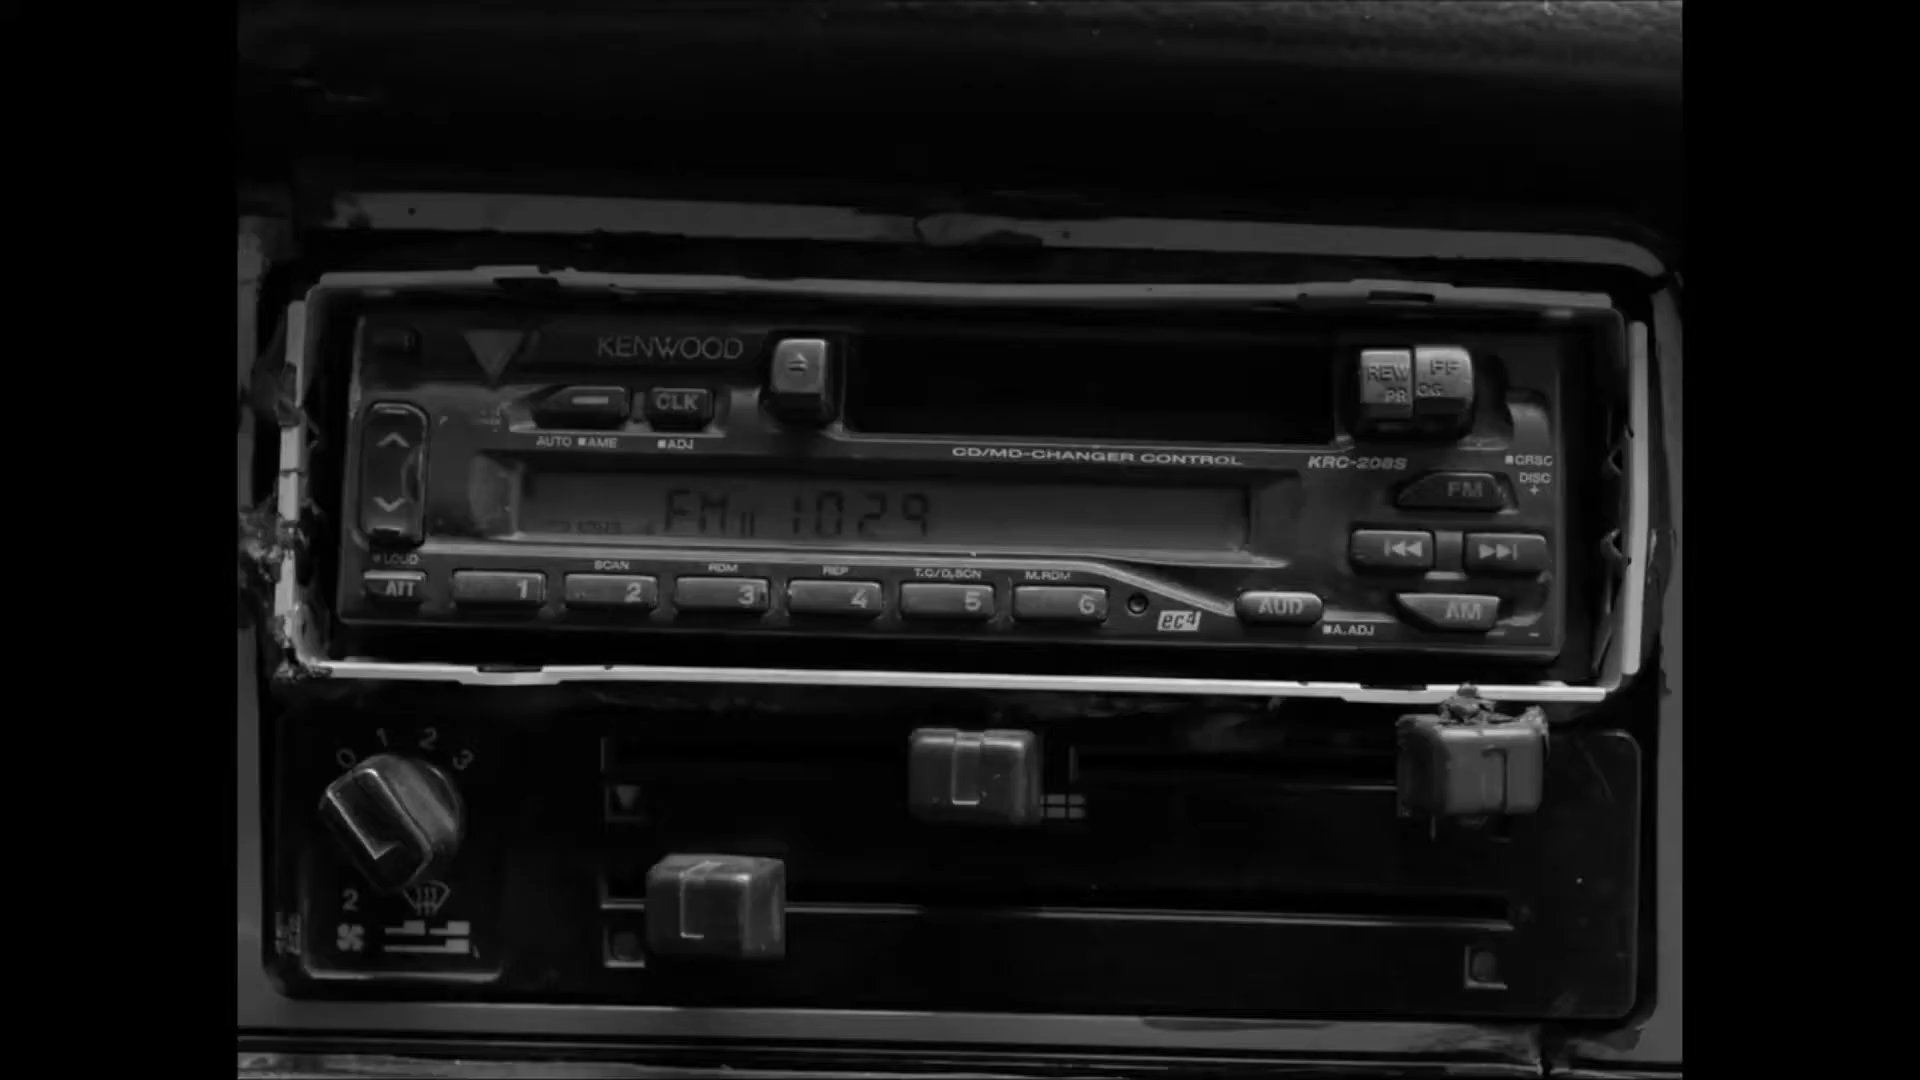 KENWOOD
REW FF
PROG
CLK
AUTO ■AME ■ADJ
CD/MD-CHANGER CONTROL KRC-208S
■CRSC
DISC
+
FM
FM II 1029
■LOUD
SCAN RDM REP T.C/D.SCN M.RDM
ATT 1 2 3 4 5 6
ec4
AUD AM
■A.ADJ
0 1 2 3
2